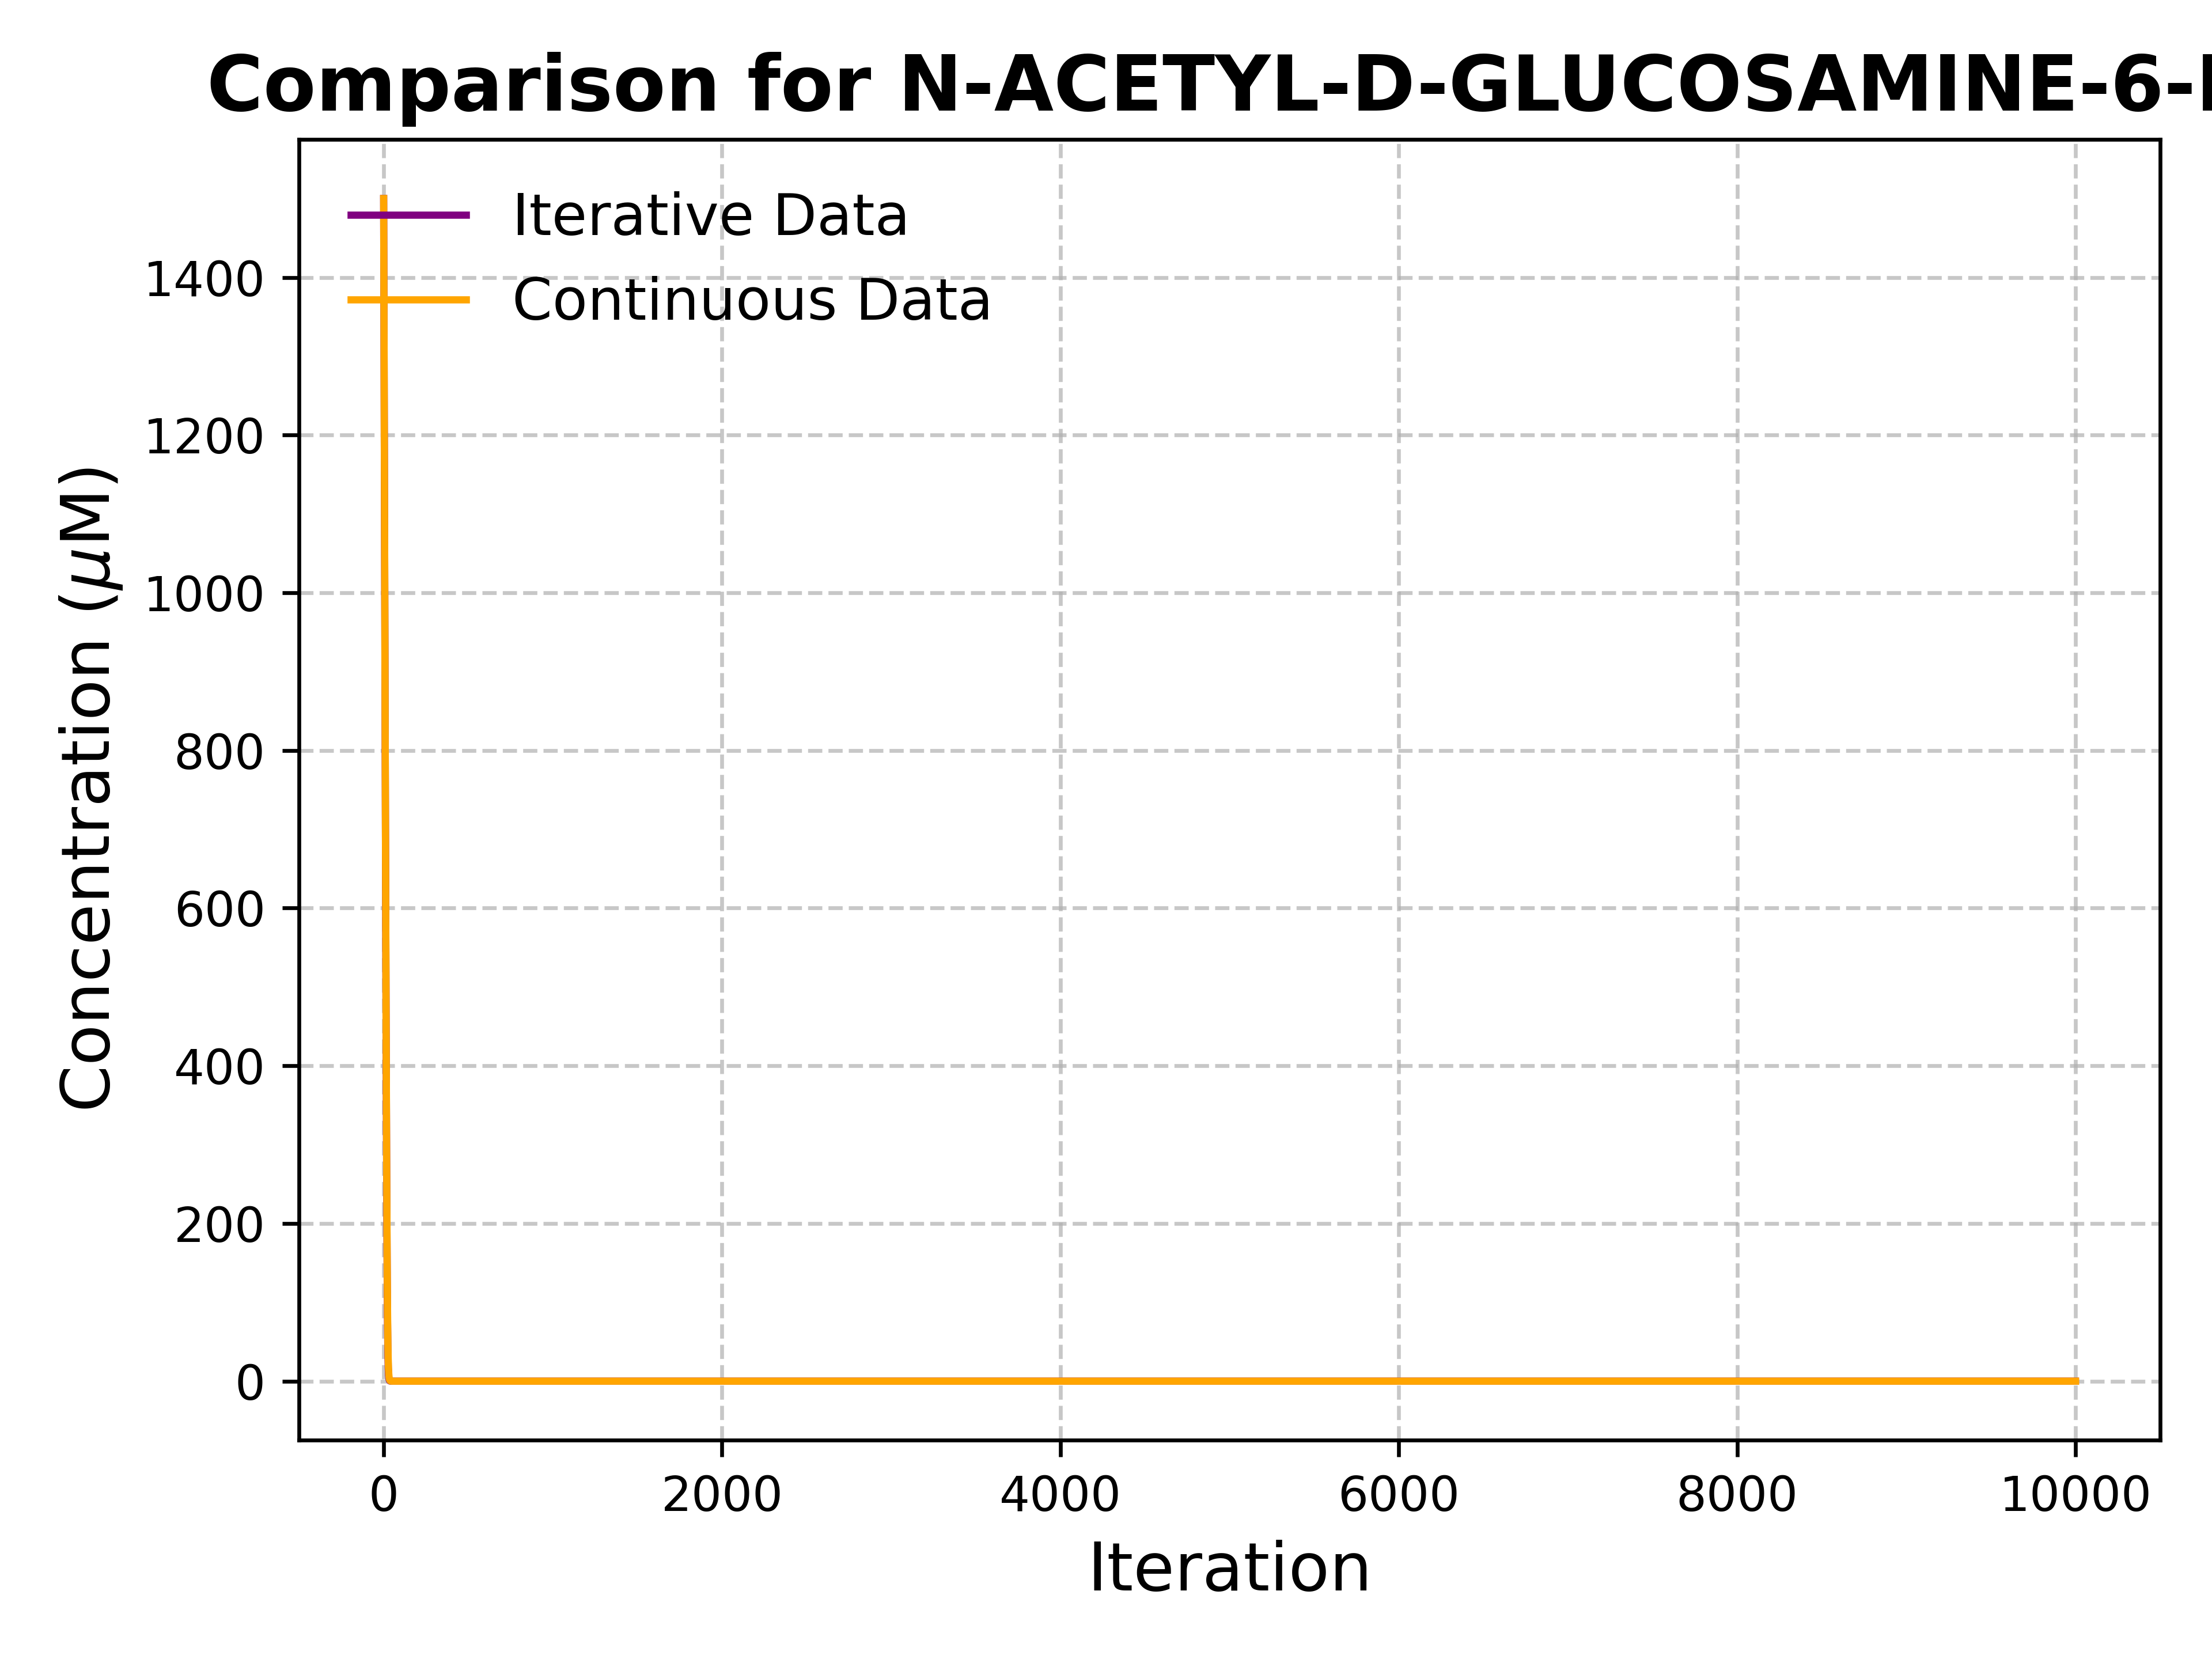 Comparison for N-ACETYL-D-GLUCOSAMINE-6-
Iterative Data
Continuous Data
Concentration (μM)
1400
1200
1000
800
600
400
200
0
0 2000 4000 6000 8000 10000
Iteration